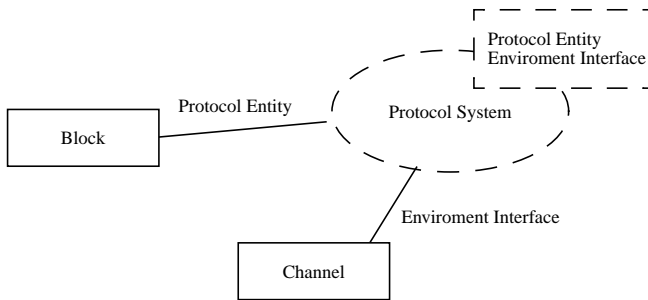 Protocol Entity
Enviroment Interface
Protocol Entity
Protocol System
Block
Enviroment Interface
Channel